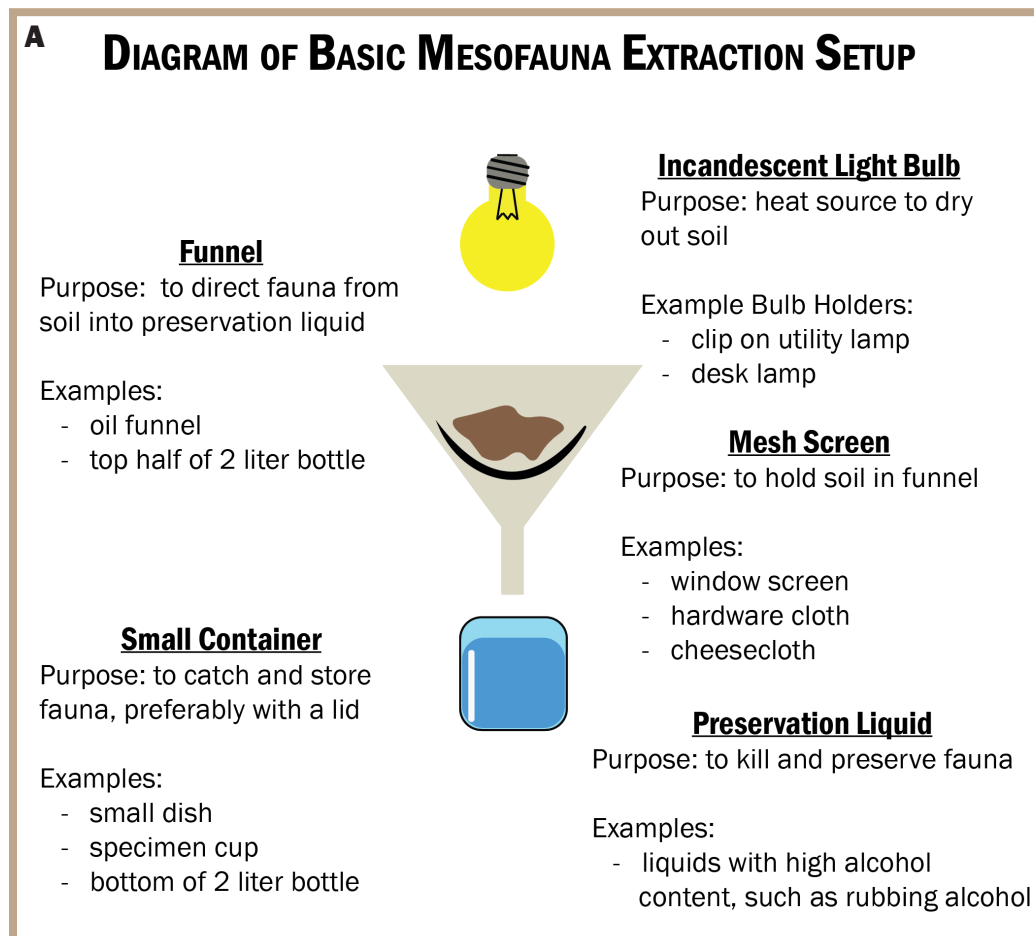 A
DIAGRAM OF BASIC MESOFAUNA EXTRACTION SETUP
Funnel
Purpose:  to direct fauna from
soil into preservation liquid
Examples:
- oil funnel
- top half of 2 liter bottle
Incandescent Light Bulb
Purpose: heat source to dry
out soil
Example Bulb Holders:
- clip on utility lamp
- desk lamp
Mesh Screen
Purpose: to hold soil in funnel
Examples:
- window screen
- hardware cloth
- cheesecloth
Small Container
Purpose: to catch and store
fauna, preferably with a lid
Examples:
- small dish
- specimen cup
- bottom of 2 liter bottle
Preservation Liquid
Purpose: to kill and preserve fauna
Examples:
- liquids with high alcohol
content, such as rubbing alcohol